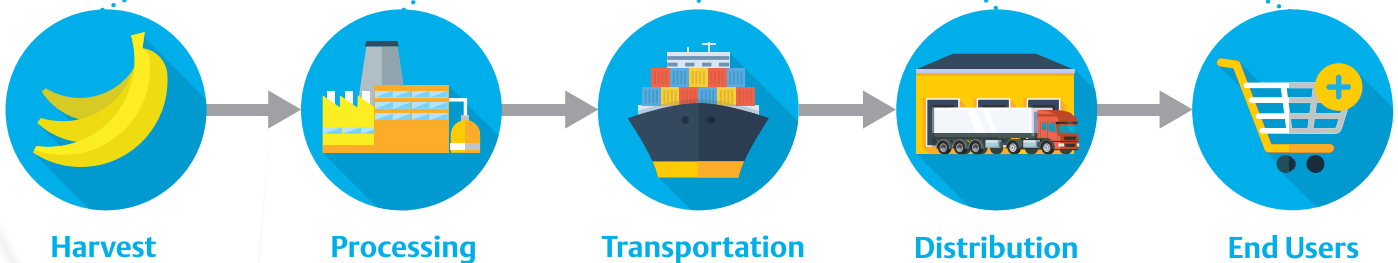 Harvest
Processing
Transportation
Distribution
End Users